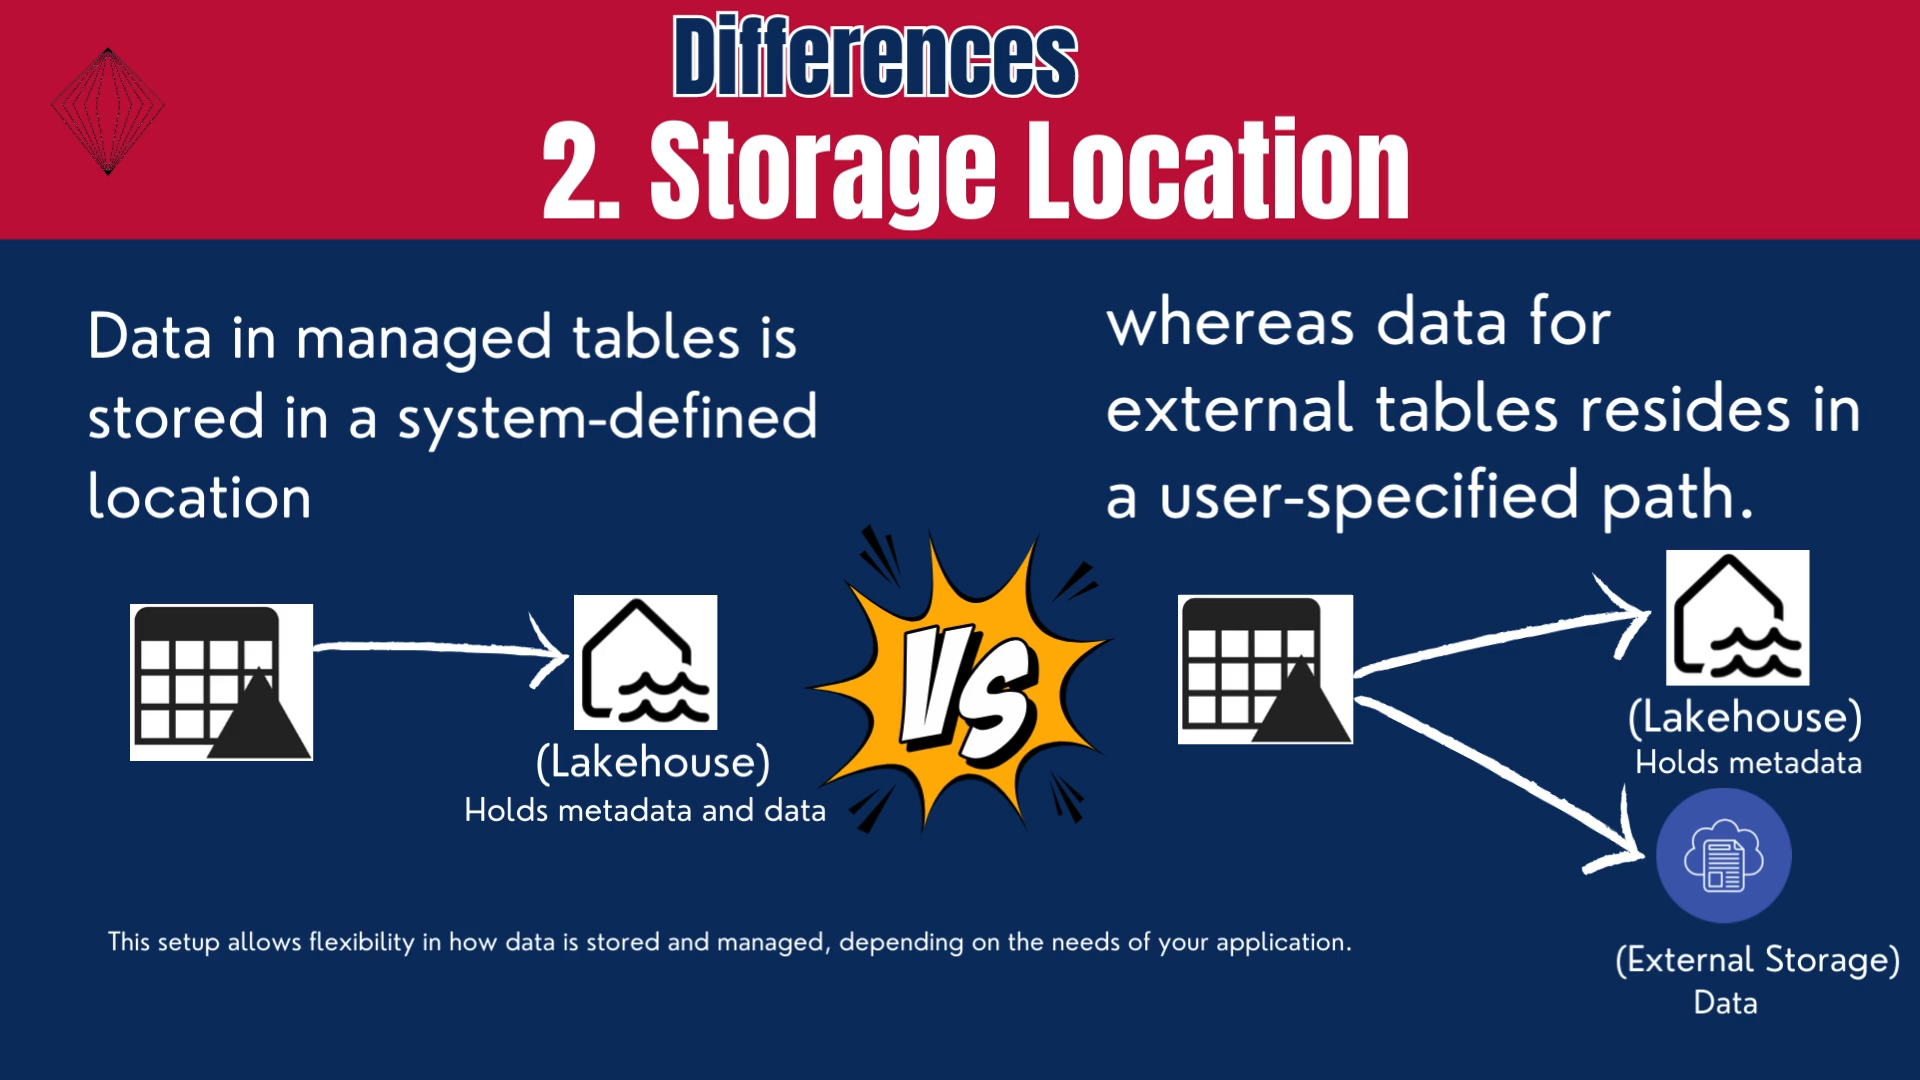 Differences
2. Storage Location
Data in managed tables is
stored in a system-defined
location
whereas data for
external tables resides in
a user-specified path.
VS
(Lakehouse)
Holds metadata and data
(Lakehouse)
Holds metadata
(External Storage)
Data
This setup allows flexibility in how data is stored and managed, depending on the needs of your application.